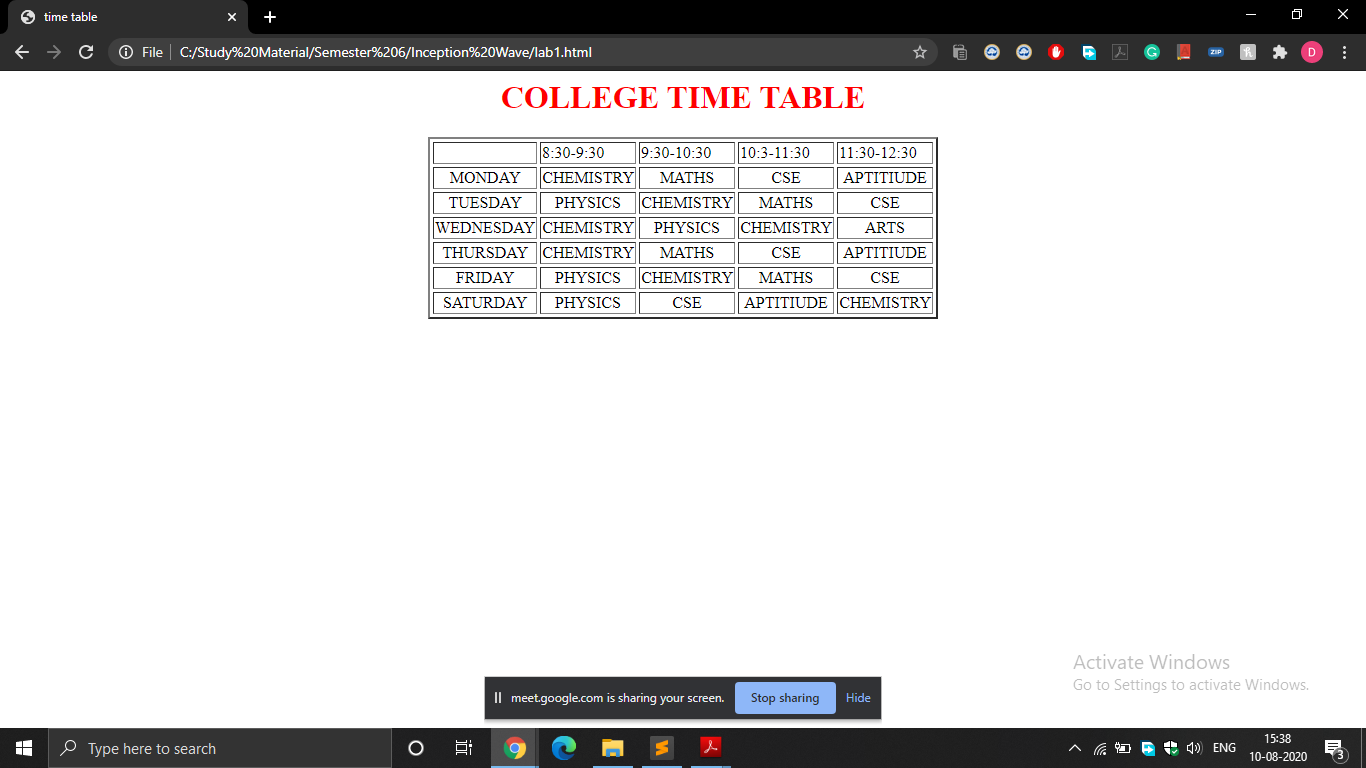 time table
File C:/Study%20Material/Semester%206/Inception%20Wave/lab1.html
ZIP
D
COLLEGE TIME TABLE
8:30-9:30 9:30-10:30 10:3-11:30 11:30-12:30
MONDAY CHEMISTRY MATHS CSE APTITIUDE
TUESDAY PHYSICS CHEMISTRY MATHS CSE
WEDNESDAY CHEMISTRY PHYSICS CHEMISTRY ARTS
THURSDAY CHEMISTRY MATHS CSE APTITIUDE
FRIDAY PHYSICS CHEMISTRY MATHS CSE
SATURDAY PHYSICS CSE APTITIUDE CHEMISTRY
Activate Windows
Go to Settings to activate Windows.
meet.google.com is sharing your screen. Stop sharing Hide
Type here to search
ENG
15:38
10-08-2020
3